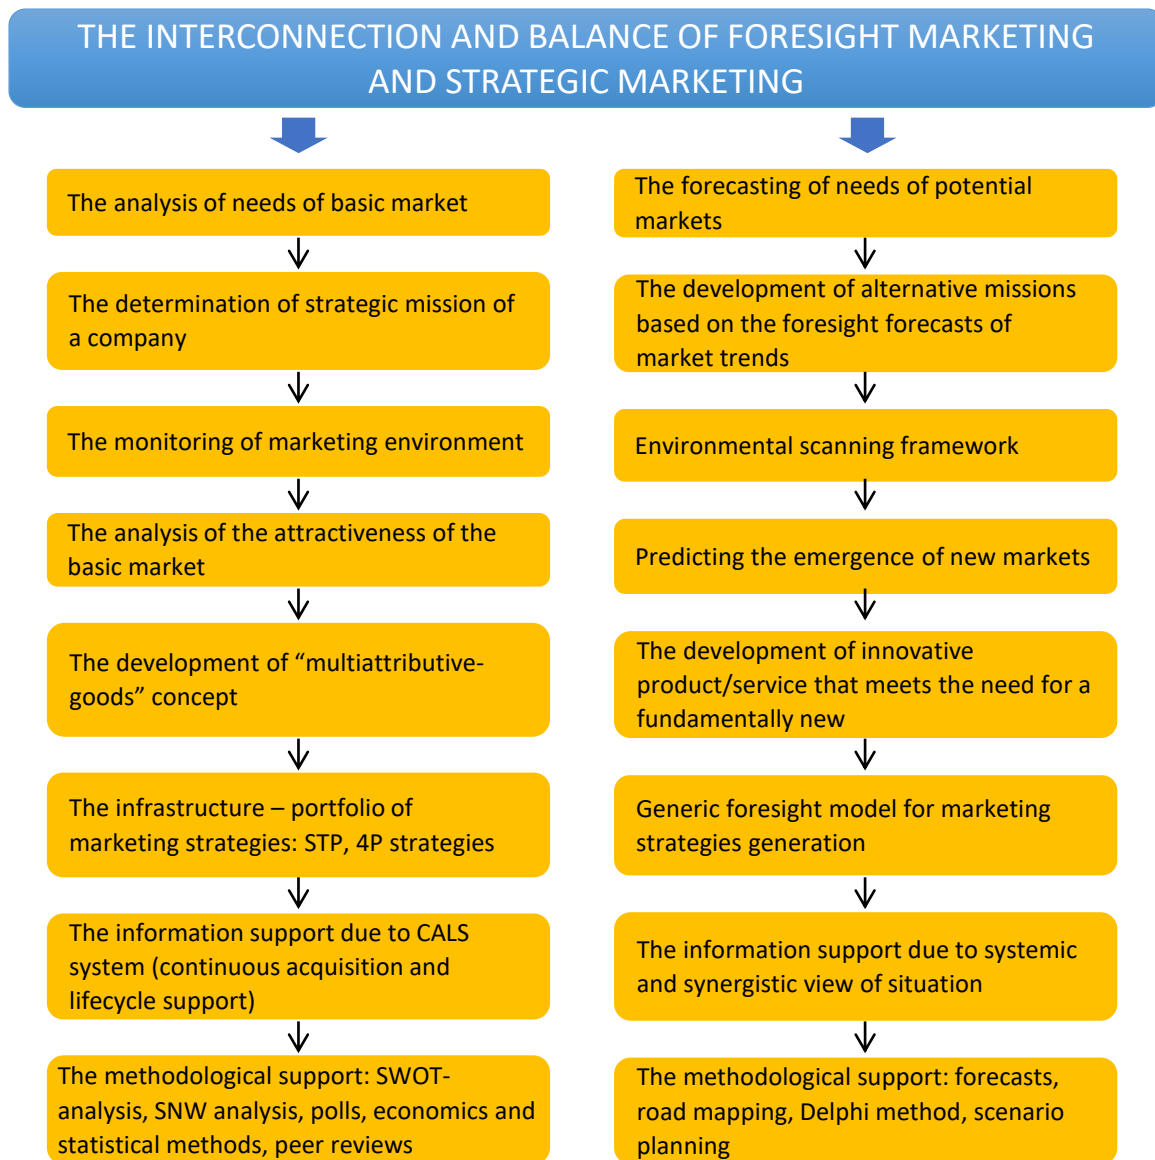 THE INTERCONNECTION AND BALANCE OF FORESIGHT MARKETING
AND STRATEGIC MARKETING
The analysis of needs of basic market
The determination of strategic mission of
a company
The monitoring of marketing environment
The analysis of the attractiveness of the
basic market
The development of “multiattributive-
goods” concept
The infrastructure – portfolio of
marketing strategies: STP, 4P strategies
The information support due to CALS
system (continuous acquisition and
lifecycle support)
The methodological support: SWOT-
analysis, SNW analysis, polls, economics and
statistical methods, peer reviews
The forecasting of needs of potential
markets
The development of alternative missions
based on the foresight forecasts of
market trends
Environmental scanning framework
Predicting the emergence of new markets
The development of innovative
product/service that meets the need for a
fundamentally new
Generic foresight model for marketing
strategies generation
The information support due to systemic
and synergistic view of situation
The methodological support: forecasts,
road mapping, Delphi method, scenario
planning